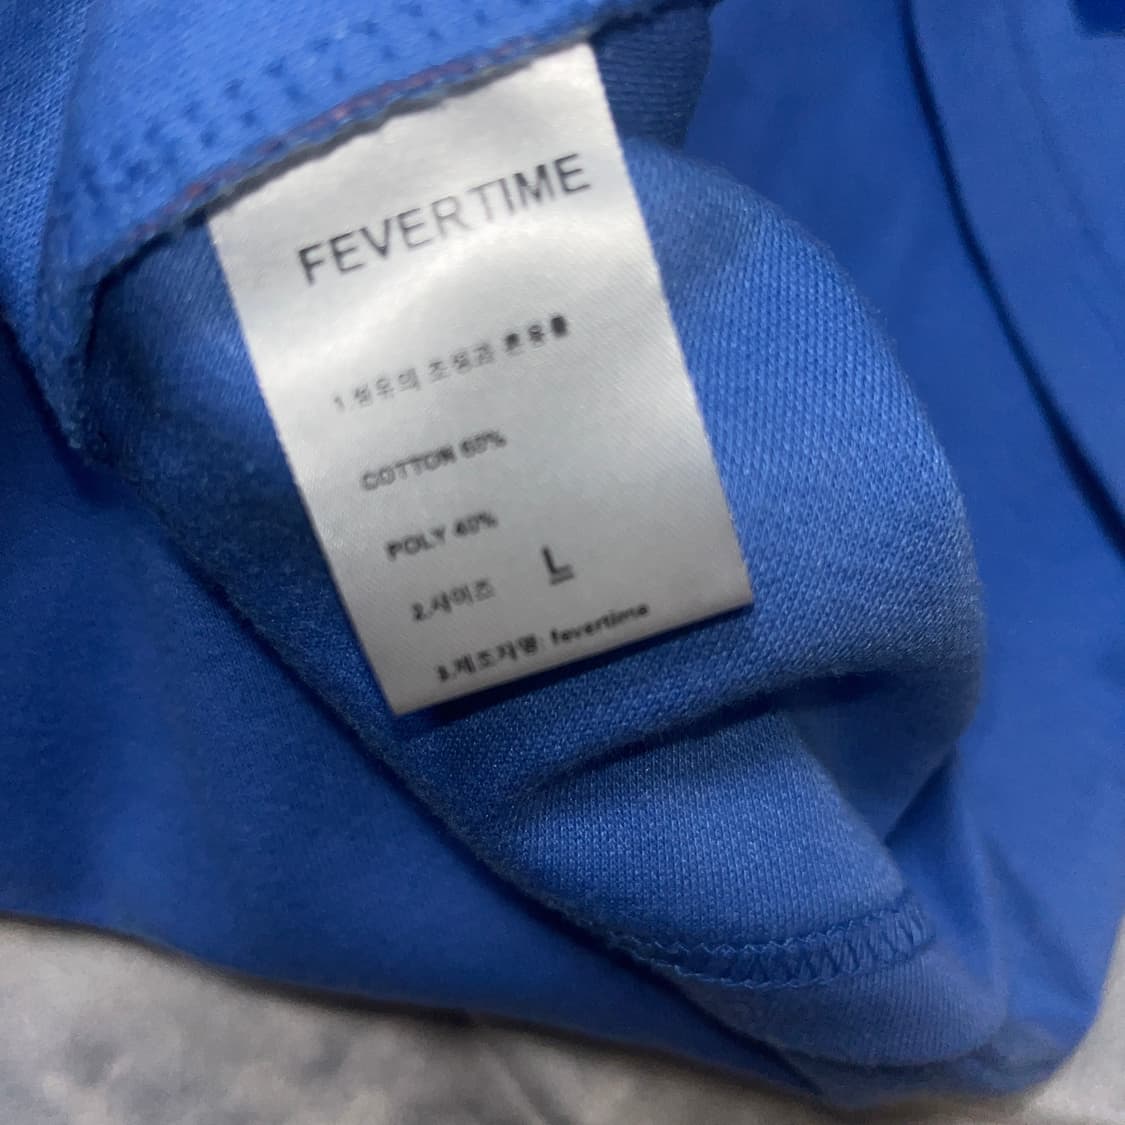 FEVERTIME
1.섬유의 조성과 혼용률
COTTON 60%
POLY 40%
2.사이즈 L
3.제조자명: fevertime